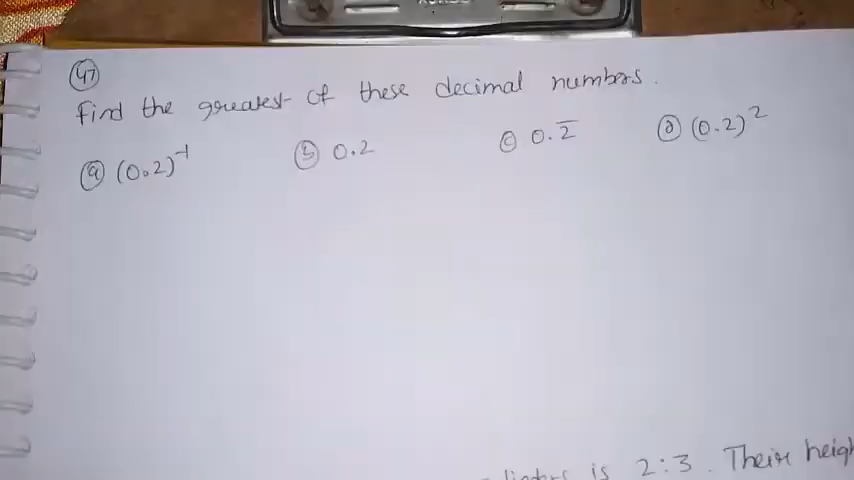 47
Find the greatest of these decimal numbers.
a (0.2)⁻¹ b 0.2 c 0.2̅ d (0.2)²
is 2:3. Their heigh